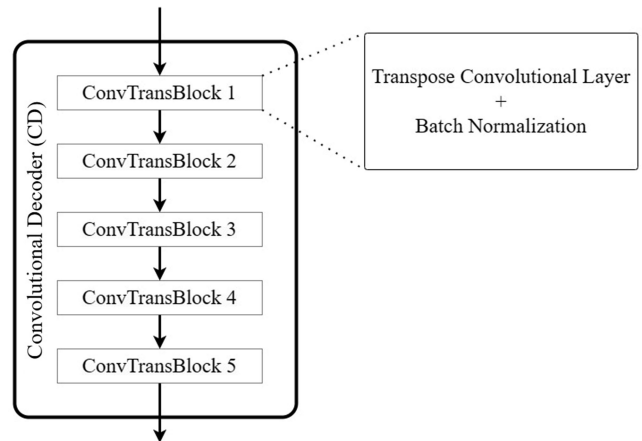 Convolutional Decoder (CD)
ConvTransBlock 1
ConvTransBlock 2
ConvTransBlock 3
ConvTransBlock 4
ConvTransBlock 5
Transpose Convolutional Layer
+
Batch Normalization